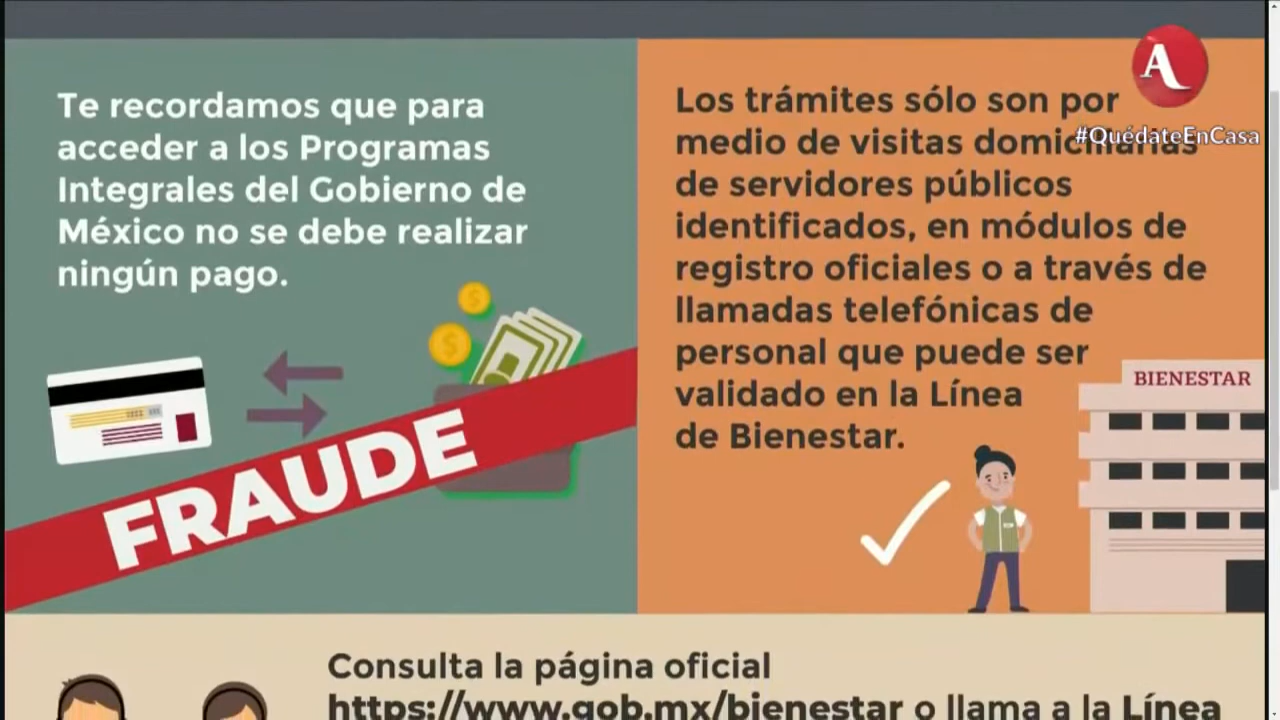 Te recordamos que para
acceder a los Programas
Integrales del Gobierno de
México no se debe realizar
ningún pago.
FRAUDE
Los trámites sólo son por
medio de visitas domiciliarias
de servidores públicos
identificados, en módulos de
registro oficiales o a través de
llamadas telefónicas de
personal que puede ser
validado en la Línea
de Bienestar.
A
#QuédateEnCasa
BIENESTAR
Consulta la página oficial
https://www.gob.mx/bienestar o llama a la Línea